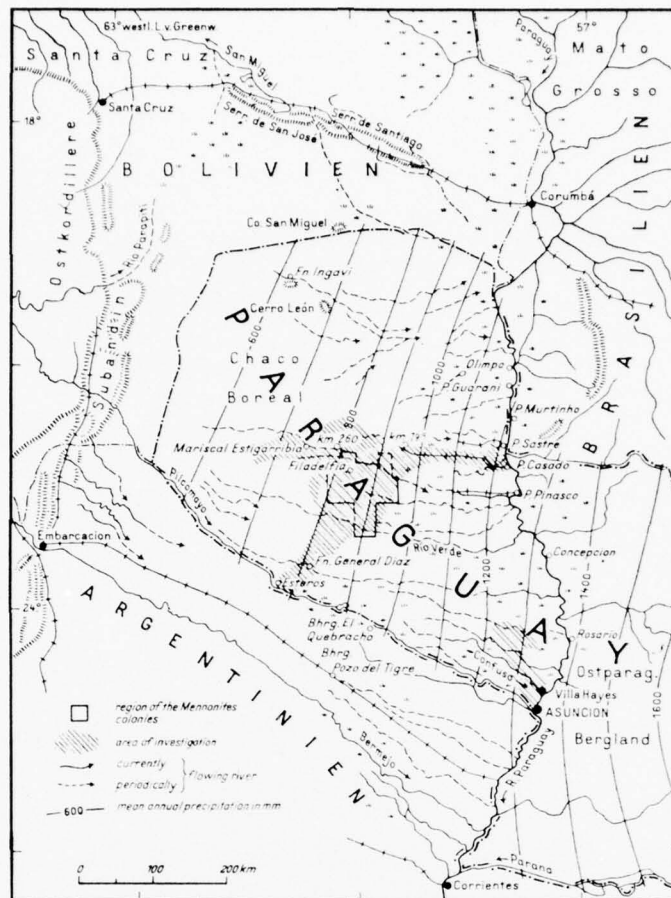 63° westl. L. v. Greenw.
57°
Santa Cruz
San Miguel
Paraguay
Mato
Grosso
Santa Cruz
18°
Serr. de San José
Serr. de Santiago
BOLIVIEN
Corumbá
Ostkordillere
Co. San Miguel
Rio Parapiti
BRASILIEN
Fn. Ingavi
Cerro León
600
Subandin
Chaco
Boreal
1000
Olimpo
P. Guarani
P. Murtinho
800
km 260
P. Sastre
Mariscal Estigarribia
Filadelfia
P. Casado
P. Pinasco
Pilcomayo
PARAGUAY
Rio Verde
Embarcacion
Concepcion
Fn. General Diaz
Esteros
1200
1400
24°
Bhrg. El
Quebracho
Rosario
ARGENTINIEN
Bhrg
Pozo del Tigre
Confuso
Ostparag.
Villa Hayes
ASUNCION
Bergland
1600
region of the Mennonites
colonies
area of investigation
currently
periodically
flowing river
600 mean annual precipitation in mm
Bermejo
R. Paraguay
0 100 200 km
Parana
Corrientes